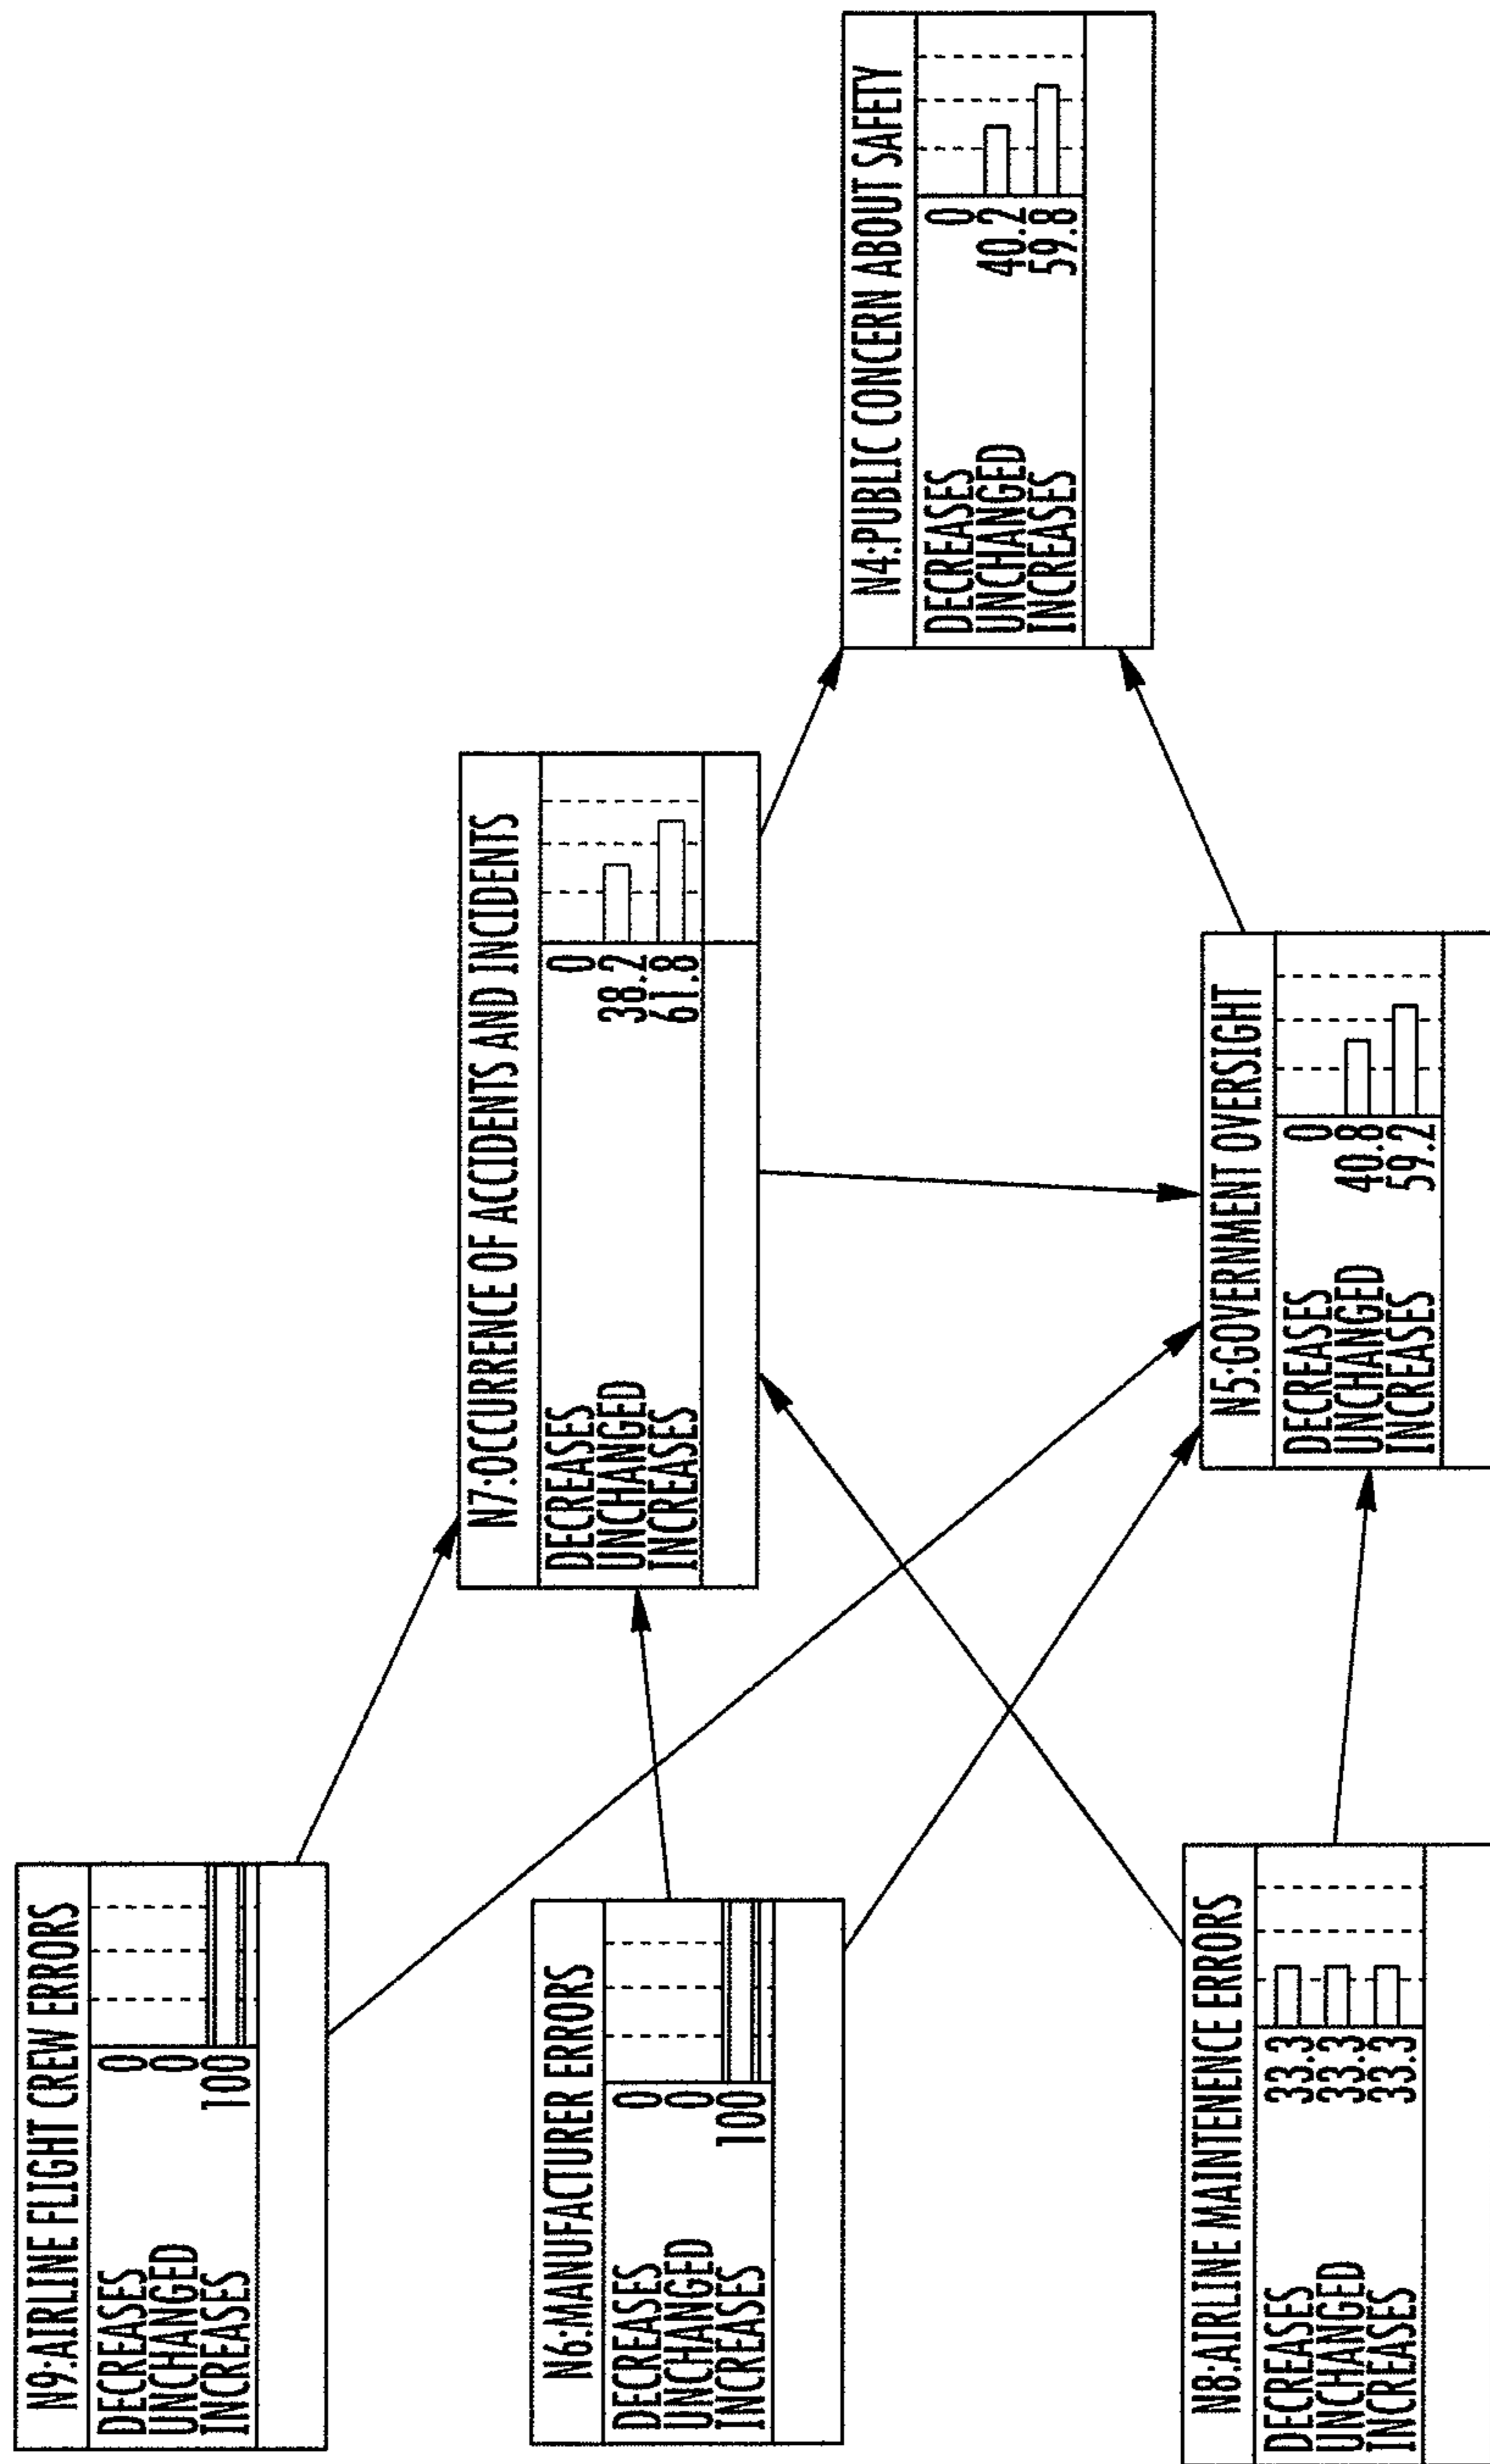 N9:AIRLINE FLIGHT CREW ERRORS
DECREASES 0
UNCHANGED 0
INCREASES 100
N6:MANUFACTURER ERRORS
DECREASES 0
UNCHANGED 0
INCREASES 100
N8:AIRLINE MAINTENENCE ERRORS
DECREASES 33.3
UNCHANGED 33.3
INCREASES 33.3
N7:OCCURRENCE OF ACCIDENTS AND INCIDENTS
DECREASES 0
UNCHANGED 38.2
INCREASES 61.8
N5:GOVERNMENT OVERSIGHT
DECREASES 0
UNCHANGED 40.8
INCREASES 59.2
N4:PUBLIC CONCERN ABOUT SAFETY
DECREASES 0
UNCHANGED 40.2
INCREASES 59.8